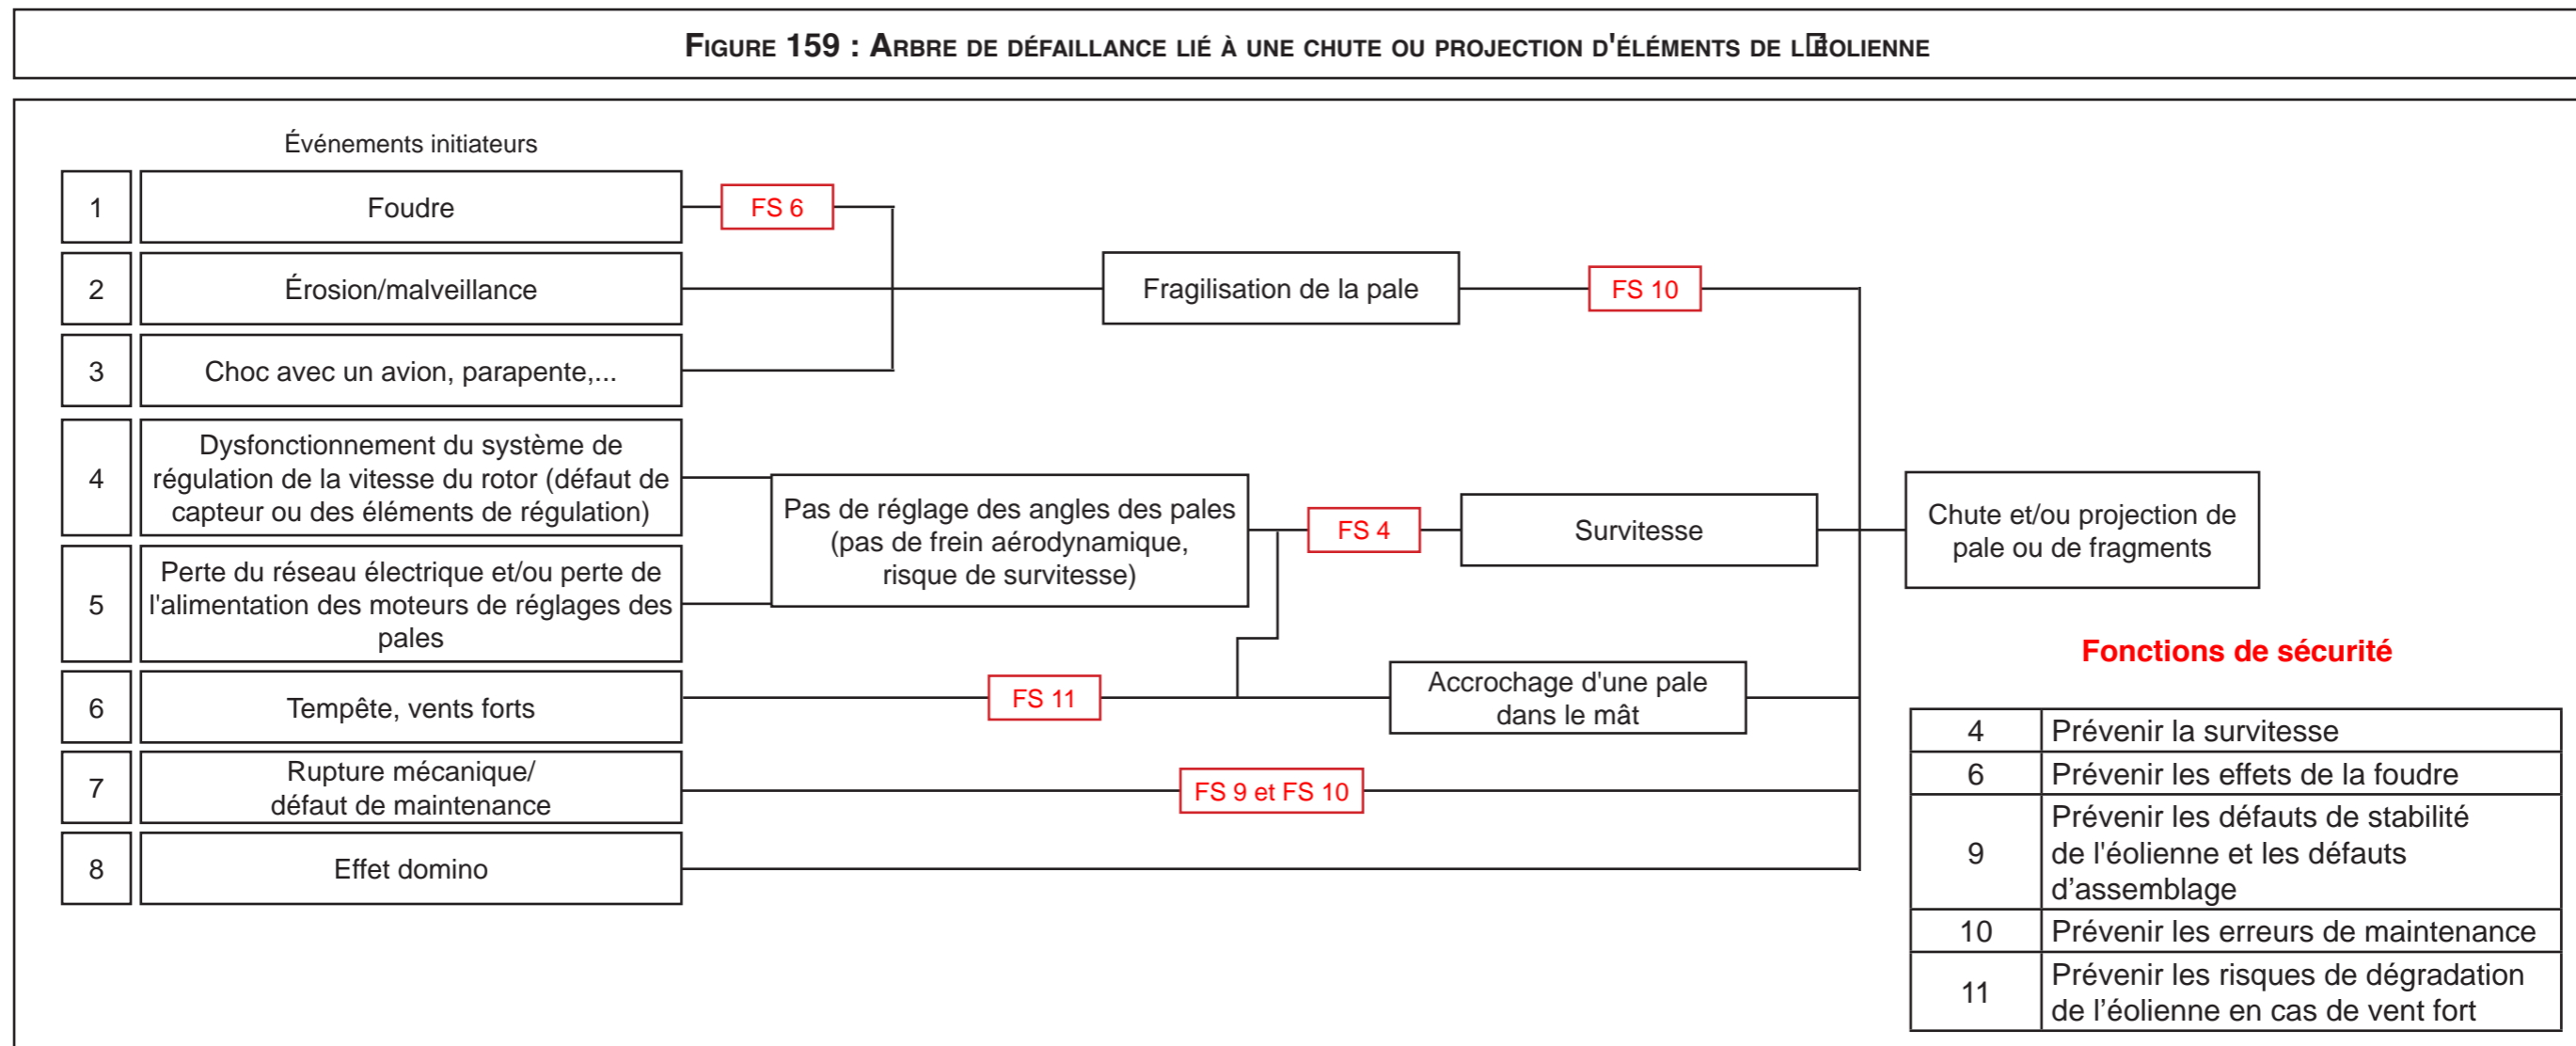 FIGURE 159 : ARBRE DE DÉFAILLANCE LIÉ À UNE CHUTE OU PROJECTION D'ÉLÉMENTS DE L'ÉOLIENNE
Événements initiateurs
1
Foudre
FS 6
2
Érosion/malveillance
Fragilisation de la pale
FS 10
3
Choc avec un avion, parapente,...
4
Dysfonctionnement du système de
régulation de la vitesse du rotor (défaut de
capteur ou des éléments de régulation)
Pas de réglage des angles des pales
(pas de frein aérodynamique,
risque de survitesse)
FS 4
Survitesse
Chute et/ou projection de
pale ou de fragments
5
Perte du réseau électrique et/ou perte de
l'alimentation des moteurs de réglages des
pales
6
Tempête, vents forts
FS 11
Accrochage d'une pale
dans le mât
7
Rupture mécanique/
défaut de maintenance
FS 9 et FS 10
8
Effet domino
Fonctions de sécurité
4 Prévenir la survitesse
6 Prévenir les effets de la foudre
9 Prévenir les défauts de stabilité
de l'éolienne et les défauts
d'assemblage
10 Prévenir les erreurs de maintenance
11 Prévenir les risques de dégradation
de l'éolienne en cas de vent fort